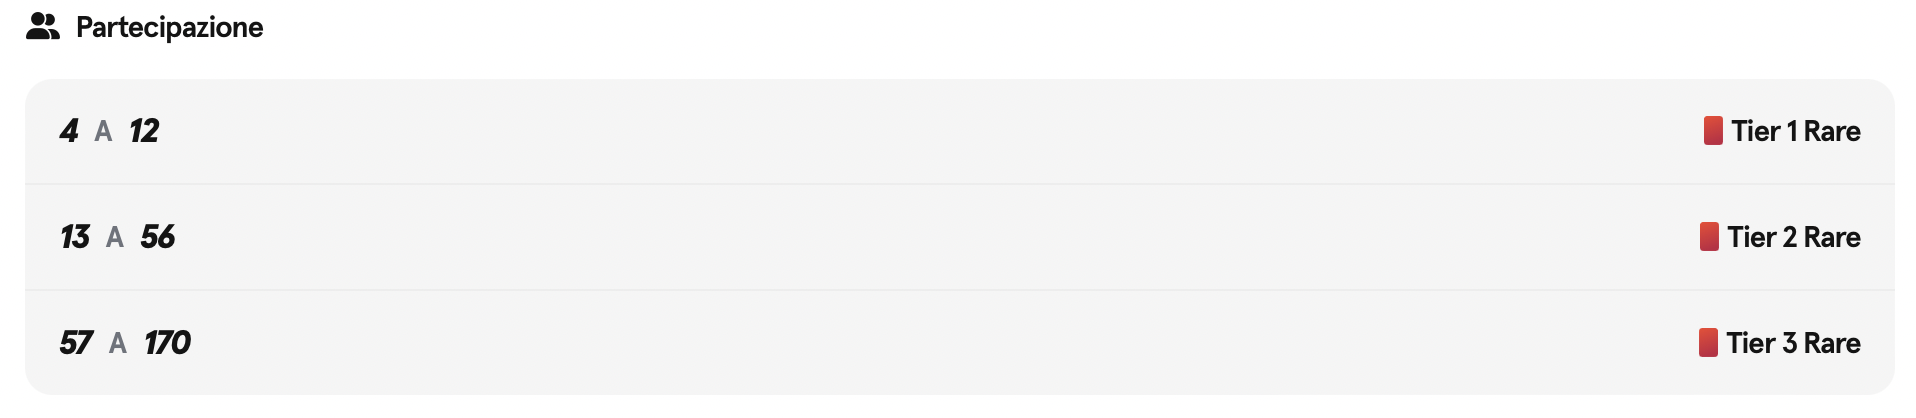 Partecipazione
4 A 12
Tier 1 Rare
13 A 56
Tier 2 Rare
57 A 170
Tier 3 Rare